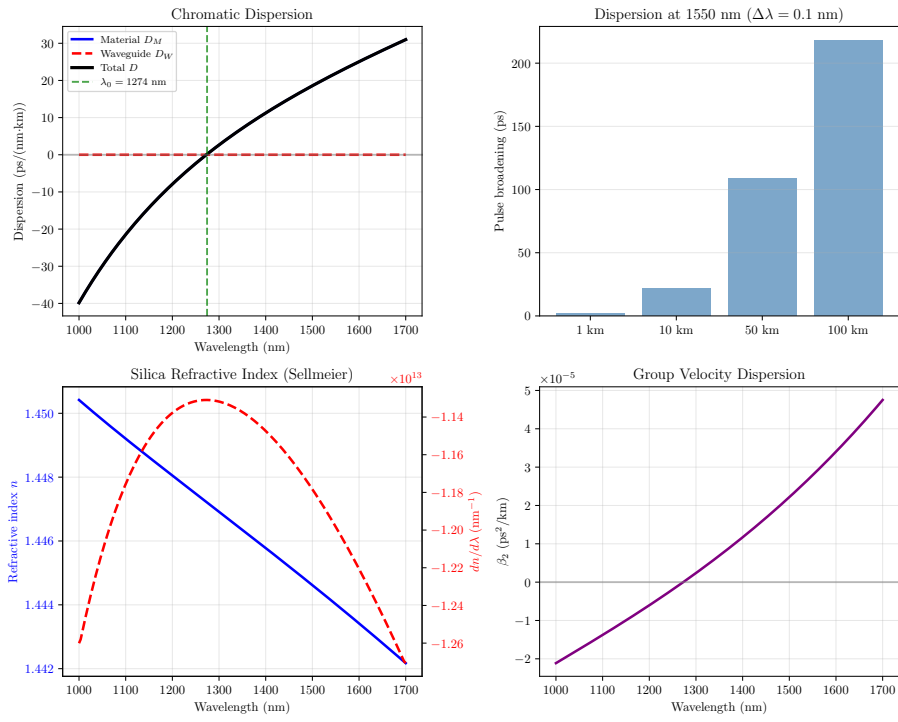 Chromatic Dispersion
Dispersion (ps/(nm·km))
30
20
10
0
−10
−20
−30
−40
Material D_M
Waveguide D_W
Total D
λ₀ = 1274 nm
1000 1100 1200 1300 1400 1500 1600 1700
Wavelength (nm)
Dispersion at 1550 nm (Δλ = 0.1 nm)
Pulse broadening (ps)
200
150
100
50
0
1 km 10 km 50 km 100 km
Silica Refractive Index (Sellmeier)
×10¹³
Refractive index n
1.450
1.448
1.446
1.444
1.442
−1.14
−1.16
−1.18
−1.20
−1.22
−1.24
−1.26
dn/dλ (nm⁻¹)
1000 1100 1200 1300 1400 1500 1600 1700
Wavelength (nm)
Group Velocity Dispersion
×10⁻⁵
β₂ (ps²/km)
5
4
3
2
1
0
−1
−2
1000 1100 1200 1300 1400 1500 1600 1700
Wavelength (nm)